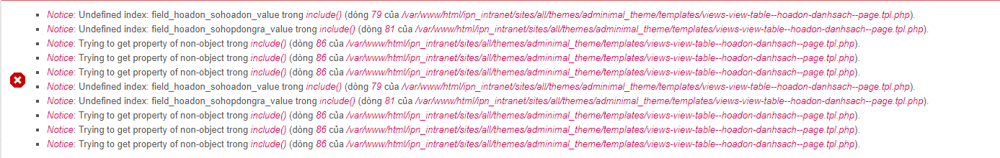 Notice: Undefined index: field_hoadon_sohoadon_value trong include() (dòng 79 của /var/www/html/ipn_intranet/sites/all/themes/adminimal_theme/templates/views-view-table--hoadon-danhsach--page.tpl.php).
Notice: Undefined index: field_hoadon_sohopdongra_value trong include() (dòng 81 của /var/www/html/ipn_intranet/sites/all/themes/adminimal_theme/templates/views-view-table--hoadon-danhsach--page.tpl.php).
Notice: Trying to get property of non-object trong include() (dòng 86 của /var/www/html/ipn_intranet/sites/all/themes/adminimal_theme/templates/views-view-table--hoadon-danhsach--page.tpl.php).
Notice: Trying to get property of non-object trong include() (dòng 86 của /var/www/html/ipn_intranet/sites/all/themes/adminimal_theme/templates/views-view-table--hoadon-danhsach--page.tpl.php).
Notice: Trying to get property of non-object trong include() (dòng 86 của /var/www/html/ipn_intranet/sites/all/themes/adminimal_theme/templates/views-view-table--hoadon-danhsach--page.tpl.php).
Notice: Undefined index: field_hoadon_sohoadon_value trong include() (dòng 79 của /var/www/html/ipn_intranet/sites/all/themes/adminimal_theme/templates/views-view-table--hoadon-danhsach--page.tpl.php).
Notice: Undefined index: field_hoadon_sohopdongra_value trong include() (dòng 81 của /var/www/html/ipn_intranet/sites/all/themes/adminimal_theme/templates/views-view-table--hoadon-danhsach--page.tpl.php).
Notice: Trying to get property of non-object trong include() (dòng 86 của /var/www/html/ipn_intranet/sites/all/themes/adminimal_theme/templates/views-view-table--hoadon-danhsach--page.tpl.php).
Notice: Trying to get property of non-object trong include() (dòng 86 của /var/www/html/ipn_intranet/sites/all/themes/adminimal_theme/templates/views-view-table--hoadon-danhsach--page.tpl.php).
Notice: Trying to get property of non-object trong include() (dòng 86 của /var/www/html/ipn_intranet/sites/all/themes/adminimal_theme/templates/views-view-table--hoadon-danhsach--page.tpl.php).